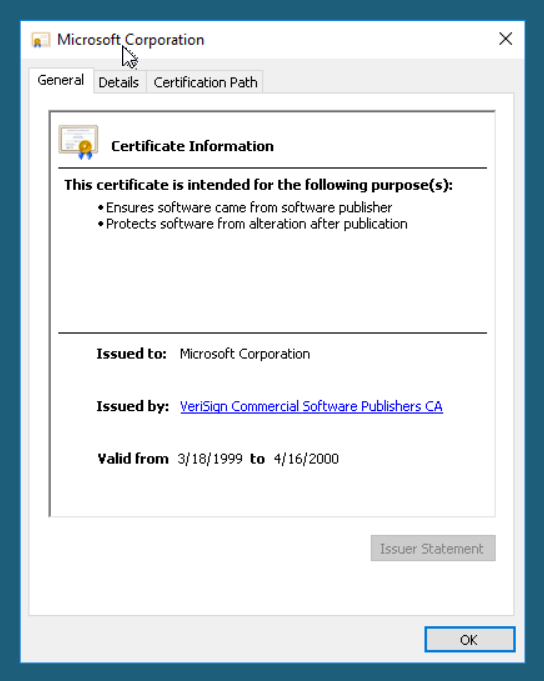 Microsoft Corporation
General Details Certification Path
Certificate Information
This certificate is intended for the following purpose(s):
• Ensures software came from software publisher
• Protects software from alteration after publication
Issued to: Microsoft Corporation
Issued by: VeriSign Commercial Software Publishers CA
Valid from 3/18/1999 to 4/16/2000
Issuer Statement
OK